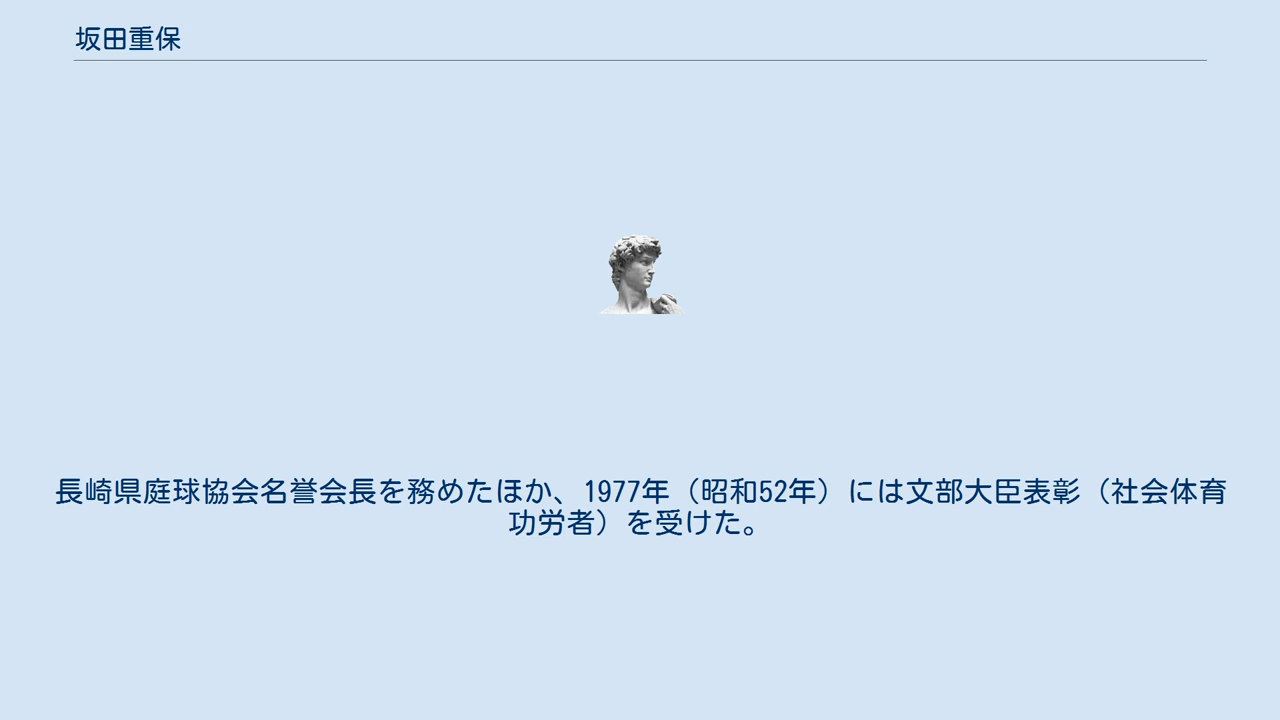 坂田重保
長崎県庭球協会名誉会長を務めたほか、1977年（昭和52年）には文部大臣表彰（社会体育
功労者）を受けた。